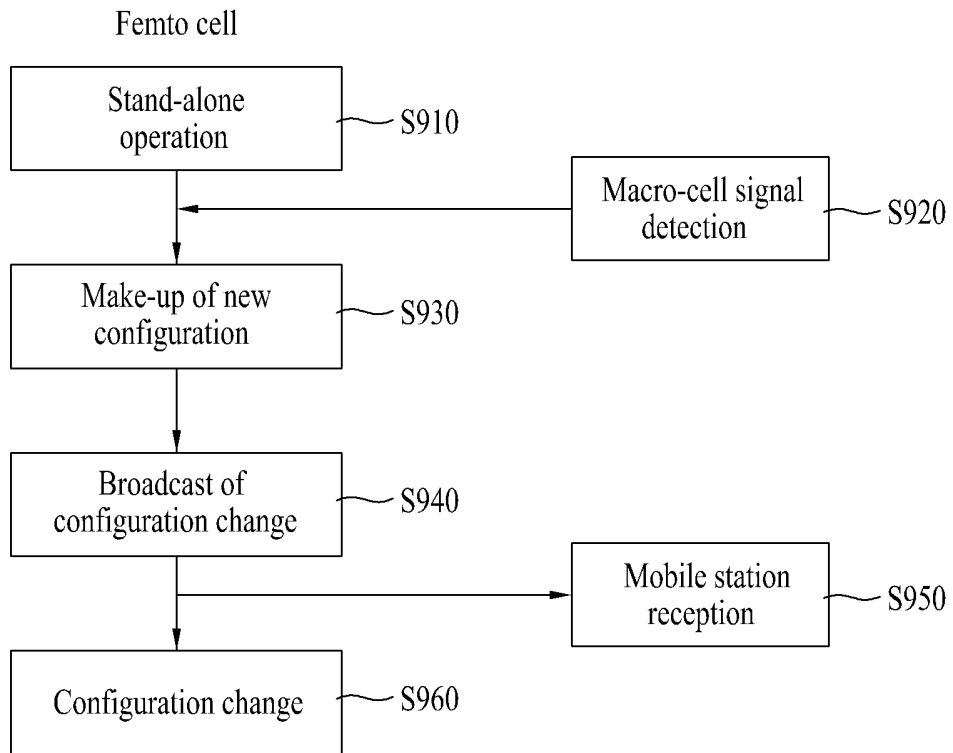 Femto cell
Stand-alone
operation
S910
Macro-cell signal
detection
S920
Make-up of new
configuration
S930
Broadcast of
configuration change
S940
Mobile station
reception
S950
Configuration change
S960